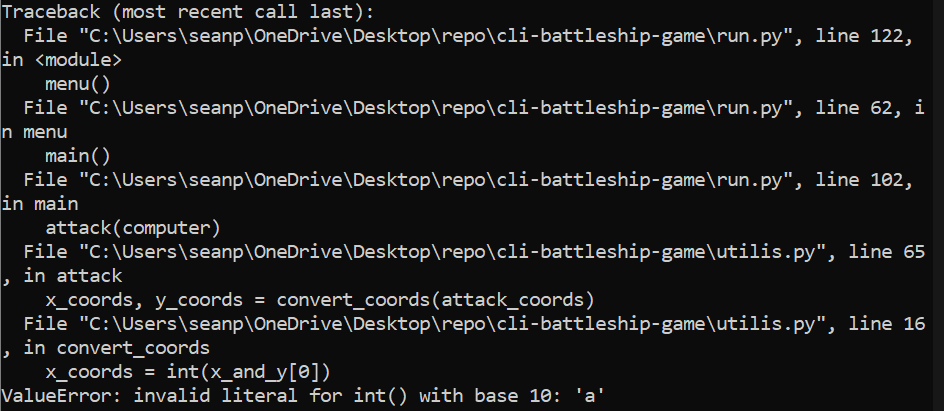 Traceback (most recent call last):
  File "C:\Users\seanp\OneDrive\Desktop\repo\cli-battleship-game\run.py", line 122,
in <module>
    menu()
  File "C:\Users\seanp\OneDrive\Desktop\repo\cli-battleship-game\run.py", line 62, i
n menu
    main()
  File "C:\Users\seanp\OneDrive\Desktop\repo\cli-battleship-game\run.py", line 102,
in main
    attack(computer)
  File "C:\Users\seanp\OneDrive\Desktop\repo\cli-battleship-game\utilis.py", line 65
, in attack
    x_coords, y_coords = convert_coords(attack_coords)
  File "C:\Users\seanp\OneDrive\Desktop\repo\cli-battleship-game\utilis.py", line 16
, in convert_coords
    x_coords = int(x_and_y[0])
ValueError: invalid literal for int() with base 10: 'a'